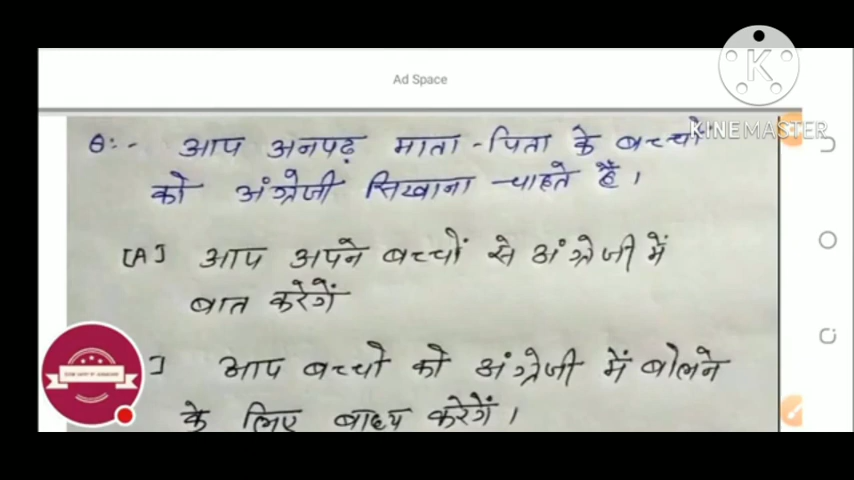 Ad Space
KINEMASTER
θ:- आप अनपढ़ माता-पिता के बच्चों
को अंग्रेजी सिखाना चाहते हैं।
[A] आप अपने बच्चों से अंग्रेजी में
बात करेगें
] आप बच्चो को अंग्रेजी में बोलने
के लिए बाध्य करेगें।